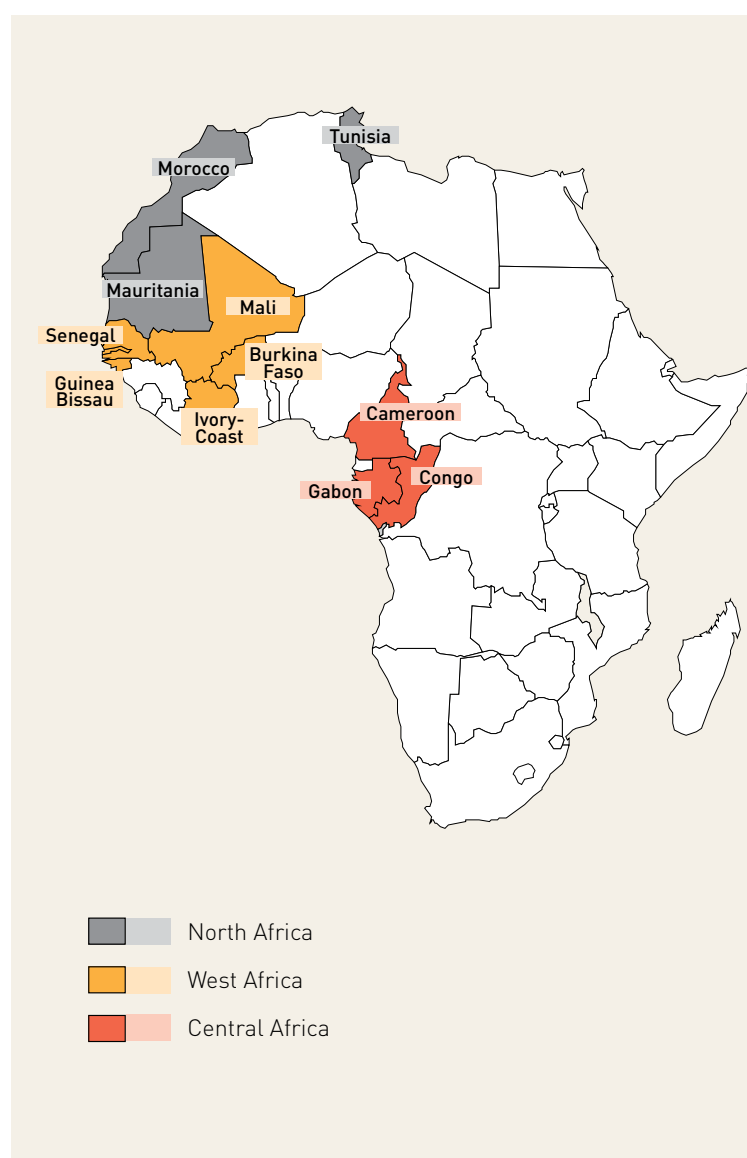 Tunisia
Morocco
Mauritania
Mali
Senegal
Burkina
Faso
Guinea
Bissau
Ivory-
Coast
Cameroon
Congo
Gabon
North Africa
West Africa
Central Africa